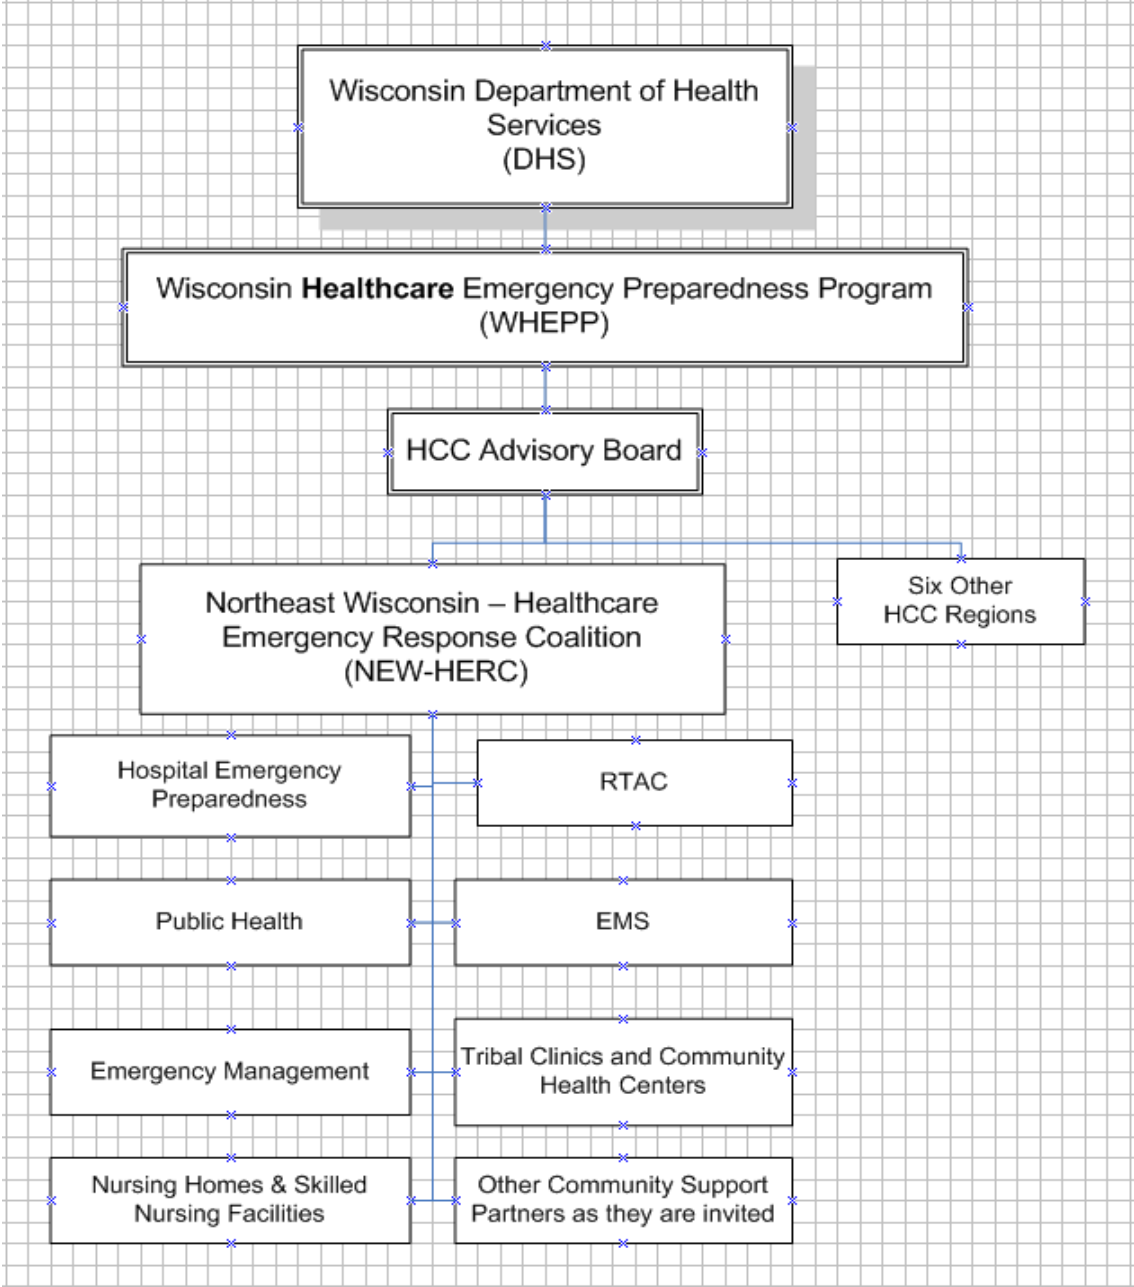 Wisconsin Department of Health
Services
(DHS)
Wisconsin Healthcare Emergency Preparedness Program
(WHEPP)
HCC Advisory Board
Northeast Wisconsin – Healthcare
Emergency Response Coalition
(NEW-HERC)
Six Other
HCC Regions
Hospital Emergency
Preparedness
RTAC
Public Health
EMS
Emergency Management
Tribal Clinics and Community
Health Centers
Nursing Homes & Skilled
Nursing Facilities
Other Community Support
Partners as they are invited